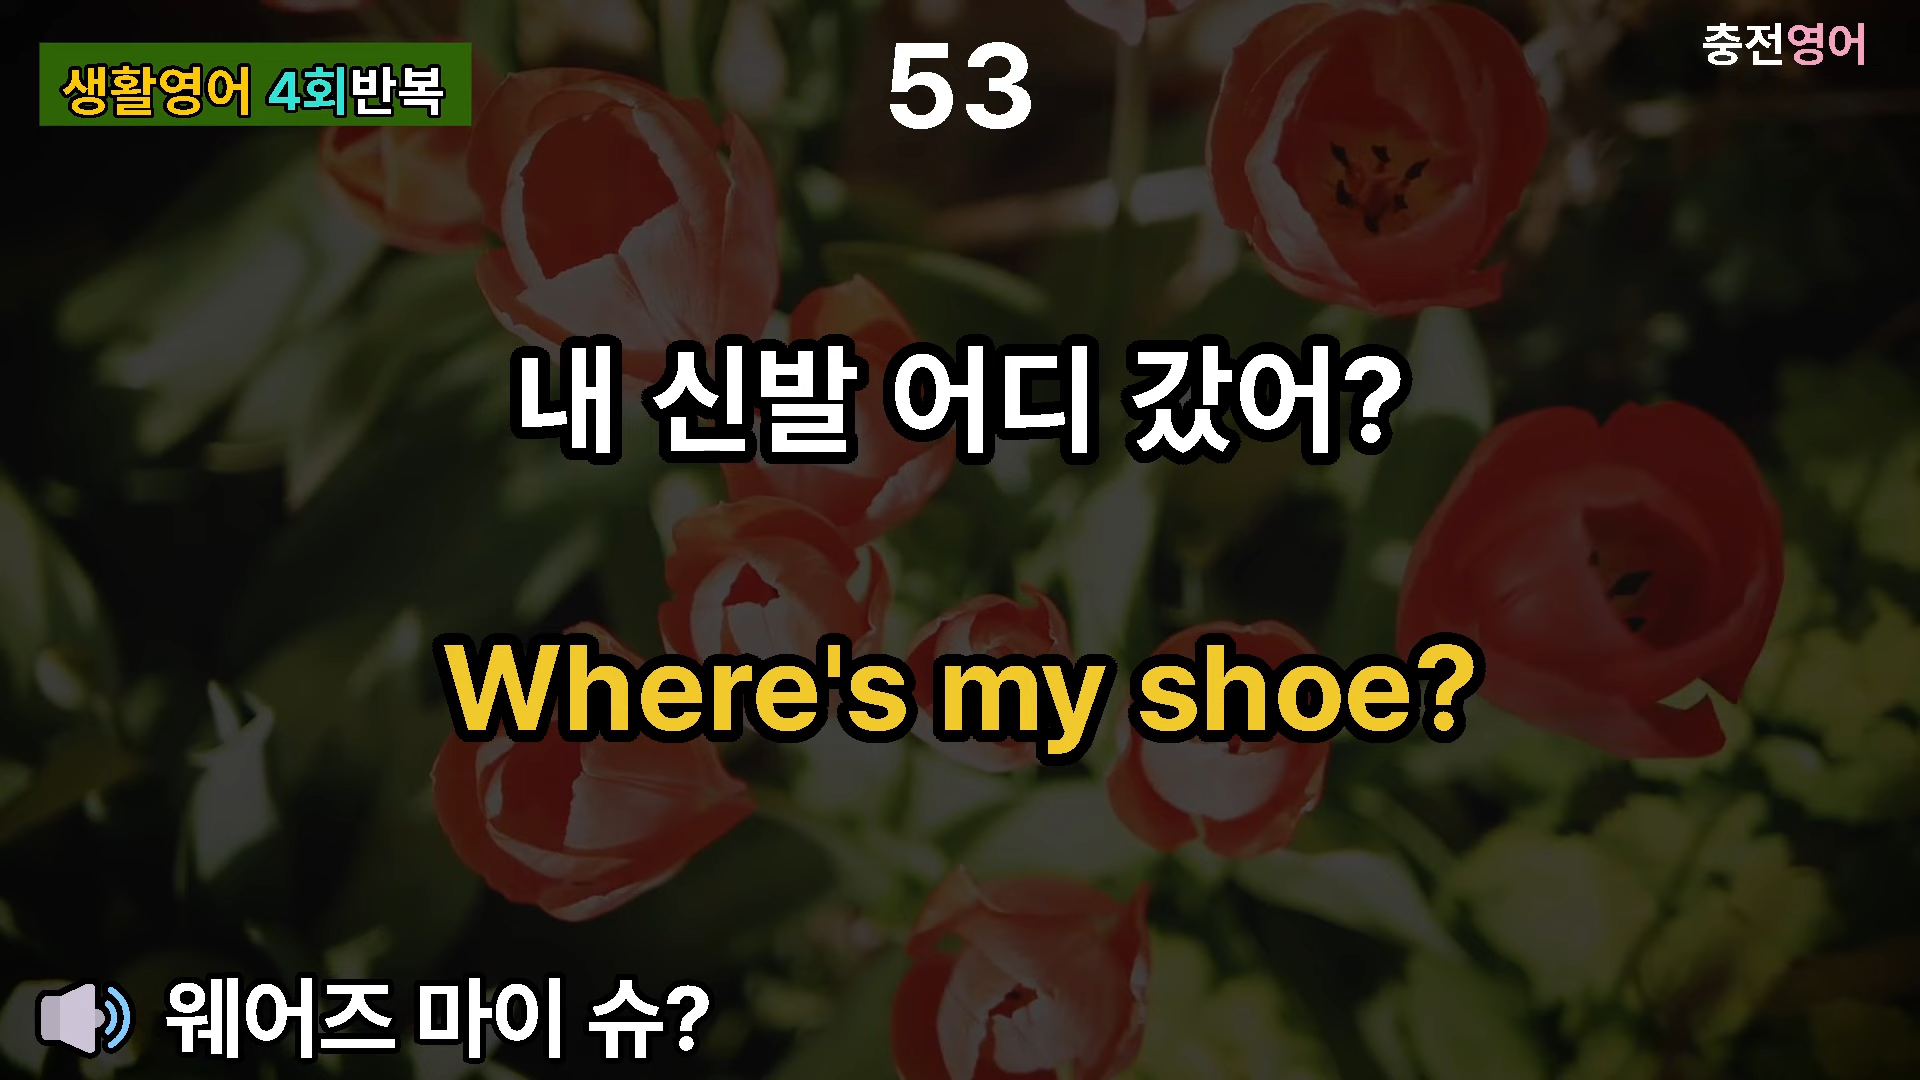 생활영어 4회반복
53
충전영어
내 신발 어디 갔어?
Where's my shoe?
웨어즈 마이 슈?